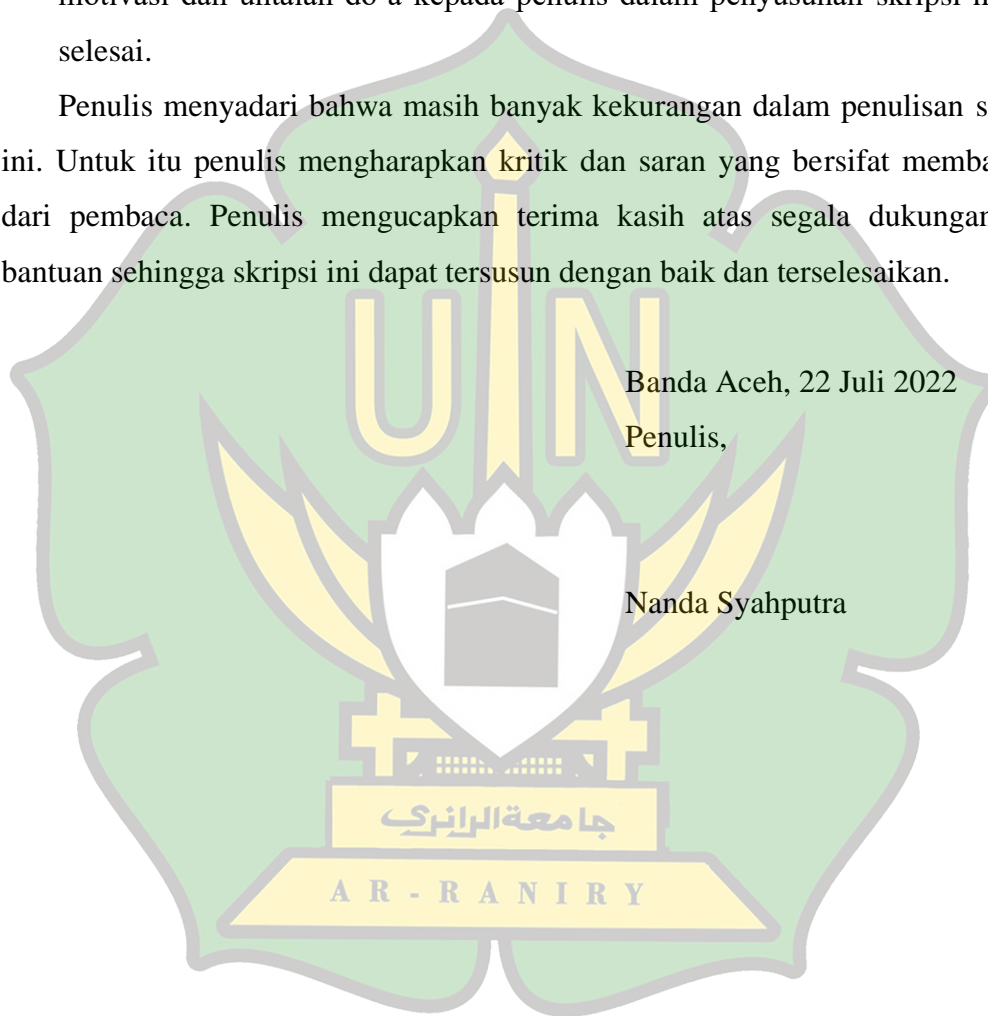 motivasi dan untaian do'a kepada penulis dalam penyusunan skripsi
selesai.
Penulis menyadari bahwa masih banyak kekurangan dalam penulisan s
ini. Untuk itu penulis mengharapkan kritik dan saran yang bersifat memba
dari pembaca. Penulis mengucapkan terima kasih atas segala dukungan
bantuan sehingga skripsi ini dapat tersusun dengan baik dan terselesaikan.
UIN
Banda Aceh, 22 Juli 2022
Penulis,
Nanda Syahputra
جامعة الرانري
AR-RANIRY